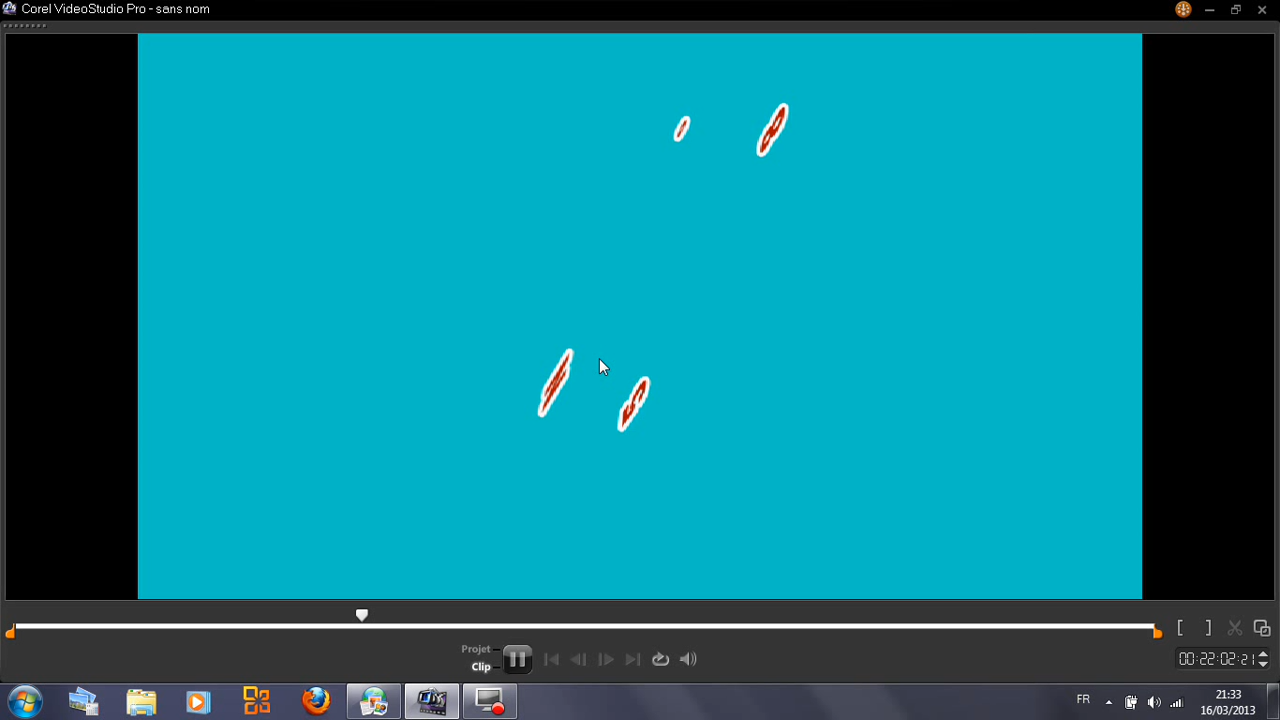 Corel VideoStudio Pro - sans nom
Projet
Clip
[ ]
00:22:02:21
FR
21:33
16/03/2013